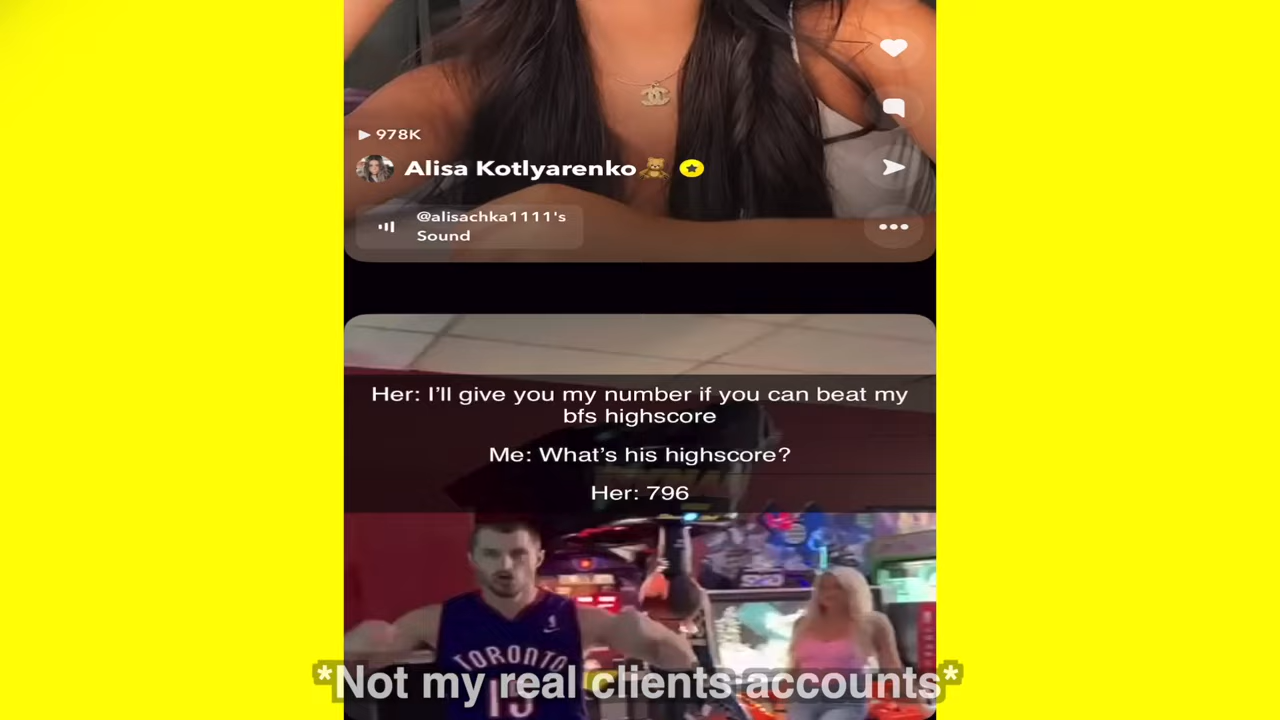 978K
Alisa Kotlyarenko🧸
@alisachka1111's
Sound
Her: I’ll give you my number if you can beat my
bfs highscore
Me: What’s his highscore?
Her: 796
TORONTO
15
*Not my real clients accounts*